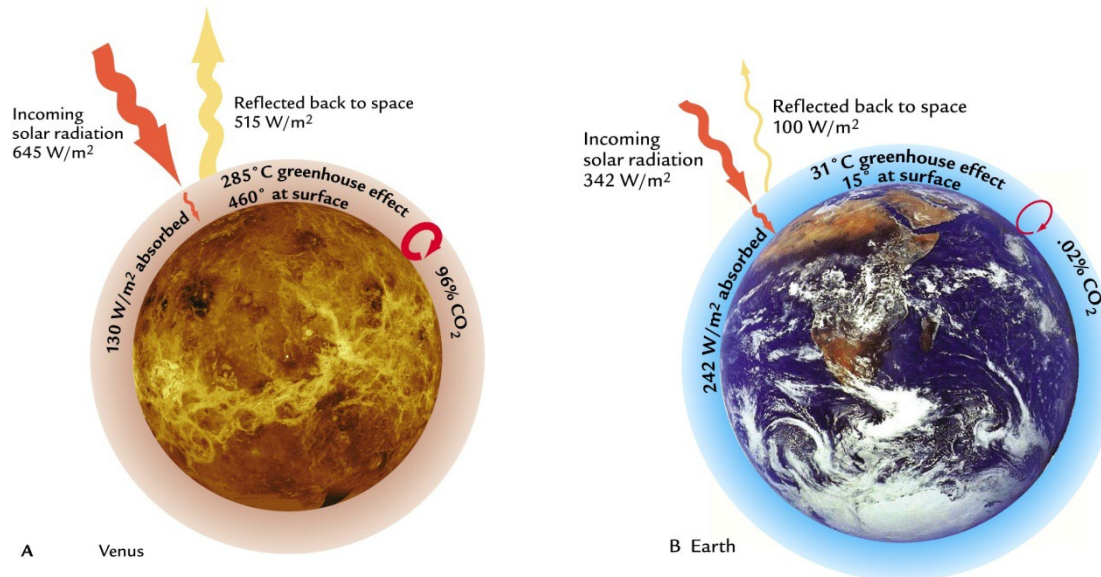 Incoming
solar radiation
645 W/m²
Reflected back to space
515 W/m²
285°C greenhouse effect
460° at surface
130 W/m² absorbed
96% CO₂
A Venus
Incoming
solar radiation
342 W/m²
Reflected back to space
100 W/m²
31°C greenhouse effect
15° at surface
242 W/m² absorbed
.02% CO₂
B Earth